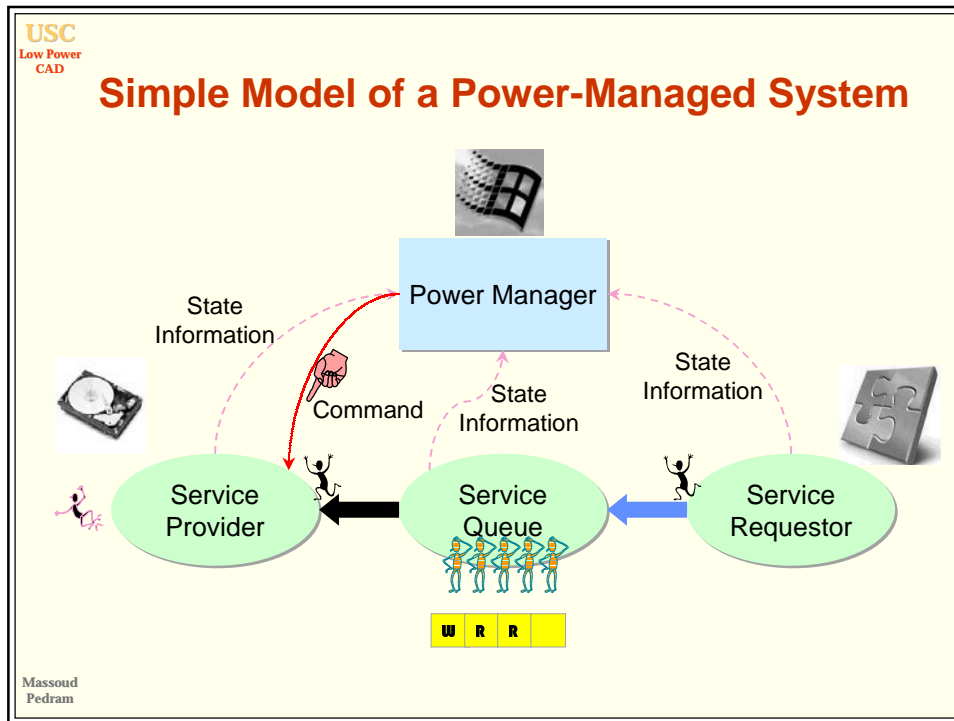 USC
Low Power
CAD
Simple Model of a Power-Managed System
Power Manager
State
Information
Command
State
Information
State
Information
Service
Provider
Service
Queue
Service
Requestor
W R R
Massoud
Pedram